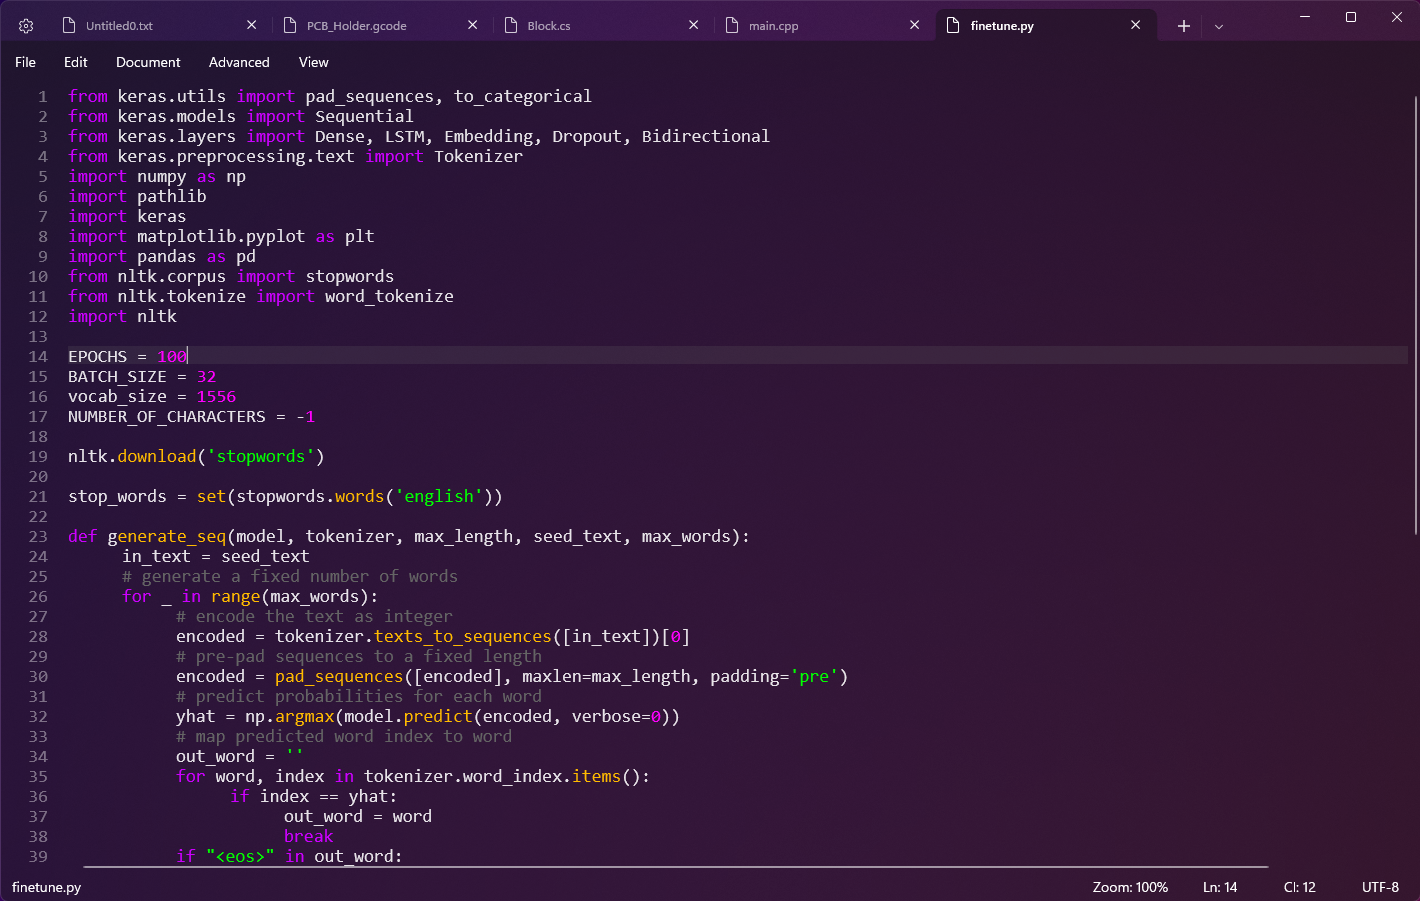 Untitled0.txt PCB_Holder.gcode Block.cs main.cpp finetune.py
File Edit Document Advanced View
1 from keras.utils import pad_sequences, to_categorical
2 from keras.models import Sequential
3 from keras.layers import Dense, LSTM, Embedding, Dropout, Bidirectional
4 from keras.preprocessing.text import Tokenizer
5 import numpy as np
6 import pathlib
7 import keras
8 import matplotlib.pyplot as plt
9 import pandas as pd
10 from nltk.corpus import stopwords
11 from nltk.tokenize import word_tokenize
12 import nltk
13
14 EPOCHS = 100
15 BATCH_SIZE = 32
16 vocab_size = 1556
17 NUMBER_OF_CHARACTERS = -1
18
19 nltk.download('stopwords')
20
21 stop_words = set(stopwords.words('english'))
22
23 def generate_seq(model, tokenizer, max_length, seed_text, max_words):
24 in_text = seed_text
25 # generate a fixed number of words
26 for _ in range(max_words):
27 # encode the text as integer
28 encoded = tokenizer.texts_to_sequences([in_text])[0]
29 # pre-pad sequences to a fixed length
30 encoded = pad_sequences([encoded], maxlen=max_length, padding='pre')
31 # predict probabilities for each word
32 yhat = np.argmax(model.predict(encoded, verbose=0))
33 # map predicted word index to word
34 out_word = ''
35 for word, index in tokenizer.word_index.items():
36 if index == yhat:
37 out_word = word
38 break
39 if "<eos>" in out_word:
finetune.py Zoom: 100% Ln: 14 Cl: 12 UTF-8